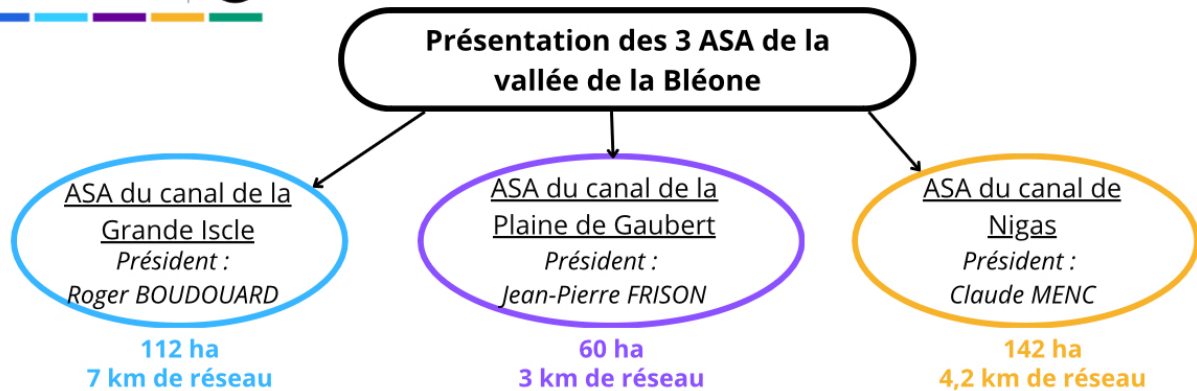 Présentation des 3 ASA de la
vallée de la Bléone
ASA du canal de la
Grande Iscle
Président :
Roger BOUDOUARD
112 ha
7 km de réseau
ASA du canal de la
Plaine de Gaubert
Président :
Jean-Pierre FRISON
60 ha
3 km de réseau
ASA du canal de
Nigas
Président :
Claude MENC
142 ha
4,2 km de réseau